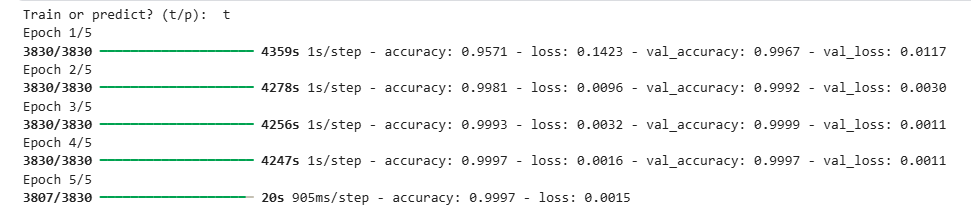 Train or predict? (t/p):  t
Epoch 1/5
3830/3830 ━━━━━━━━━━━━━━━━━━━━ 4359s 1s/step - accuracy: 0.9571 - loss: 0.1423 - val_accuracy: 0.9967 - val_loss: 0.0117
Epoch 2/5
3830/3830 ━━━━━━━━━━━━━━━━━━━━ 4278s 1s/step - accuracy: 0.9981 - loss: 0.0096 - val_accuracy: 0.9992 - val_loss: 0.0030
Epoch 3/5
3830/3830 ━━━━━━━━━━━━━━━━━━━━ 4256s 1s/step - accuracy: 0.9993 - loss: 0.0032 - val_accuracy: 0.9999 - val_loss: 0.0011
Epoch 4/5
3830/3830 ━━━━━━━━━━━━━━━━━━━━ 4247s 1s/step - accuracy: 0.9997 - loss: 0.0016 - val_accuracy: 0.9997 - val_loss: 0.0011
Epoch 5/5
3807/3830 ━━━━━━━━━━━━━━━━━━━━ 20s 905ms/step - accuracy: 0.9997 - loss: 0.0015